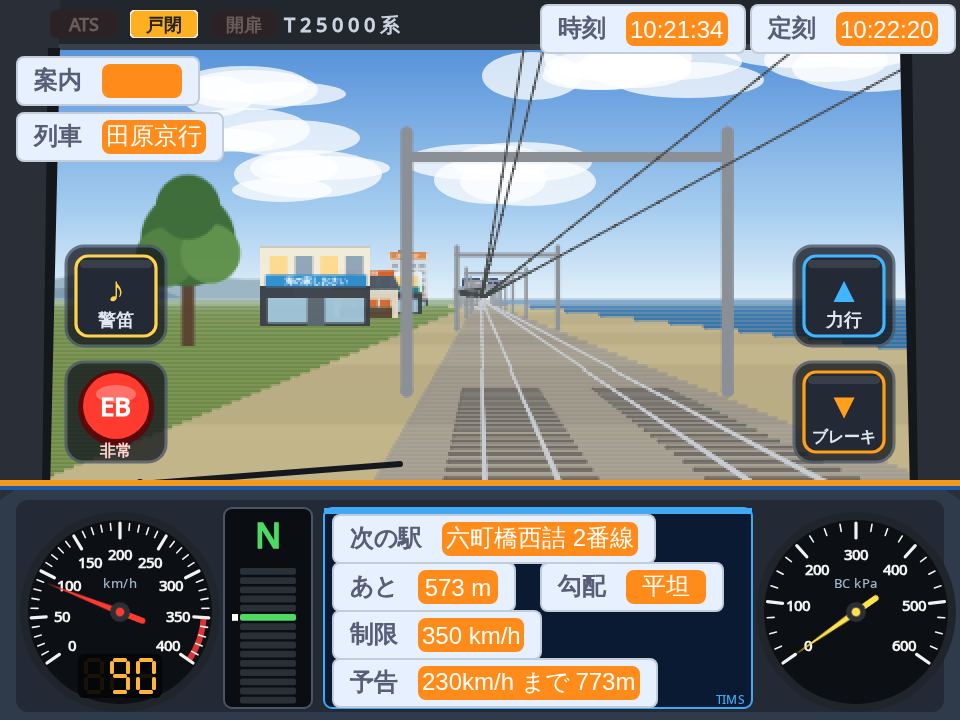 ATS 戸閉 開扉 T25000系
時刻 10:21:34 定刻 10:22:20
案内
列車 田原京行
海の家しおさい
♪
警笛
▲
力行
EB
非常
▼
ブレーキ
0 50 100 150 200 250 300 350 400
km/h
90
N
次の駅 六町橋西詰 2番線
あと 573 m 勾配 平坦
制限 350 km/h
予告 230km/h まで 773m
TIMS
0 100 200 300 400 500 600
BC kPa